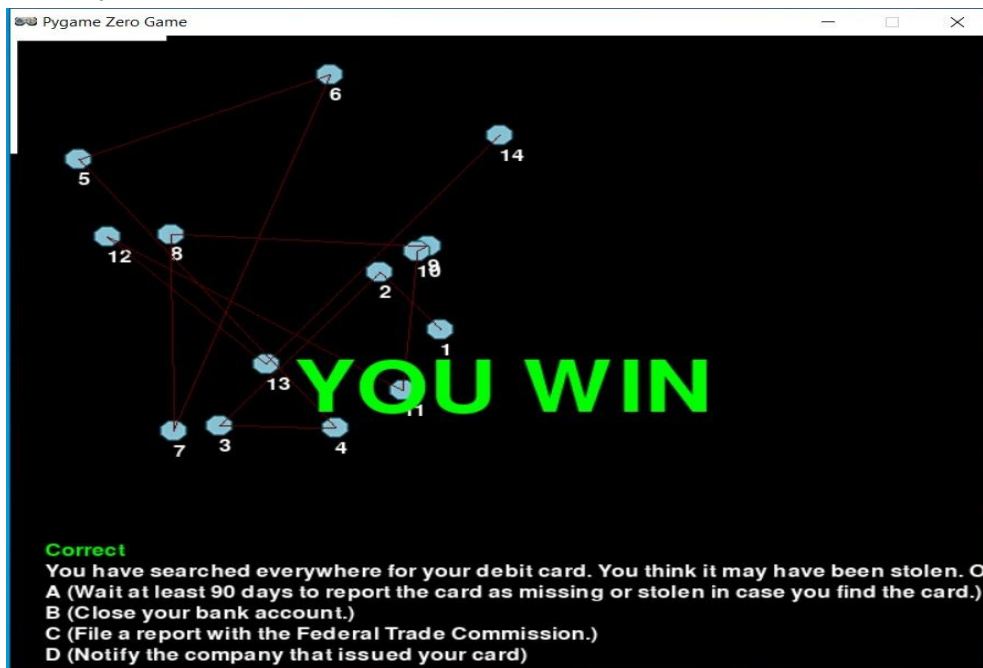 Pygame Zero Game
6
14
5
12
8
9
10
2
1
13
YOU WIN
11
7
3
4
Correct
You have searched everywhere for your debit card. You think it may have been stolen. O
A (Wait at least 90 days to report the card as missing or stolen in case you find the card.)
B (Close your bank account.)
C (File a report with the Federal Trade Commission.)
D (Notify the company that issued your card)